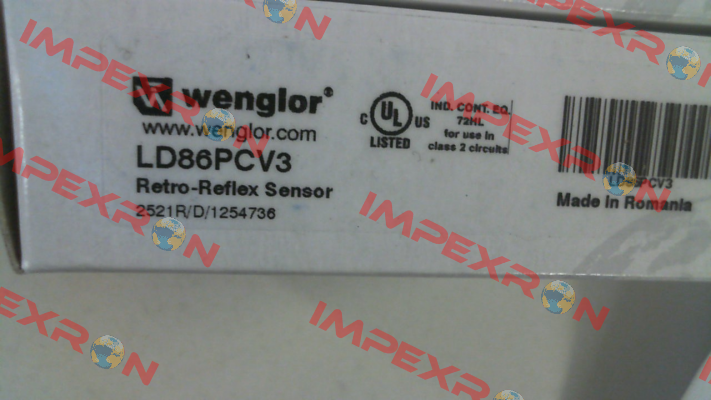 wenglor®
www.wenglor.com
LD86PCV3
Retro-Reflex Sensor
2521R/D/1254736
C UL US
LISTED
IND. CONT. EQ.
72HL
for use in
class 2 circuits
LD86PCV3
Made in Romania
IMPEXRON
IMPEXRON
IMPEXRON
IMPEXRON
IMPEXRON
IMPEXRON